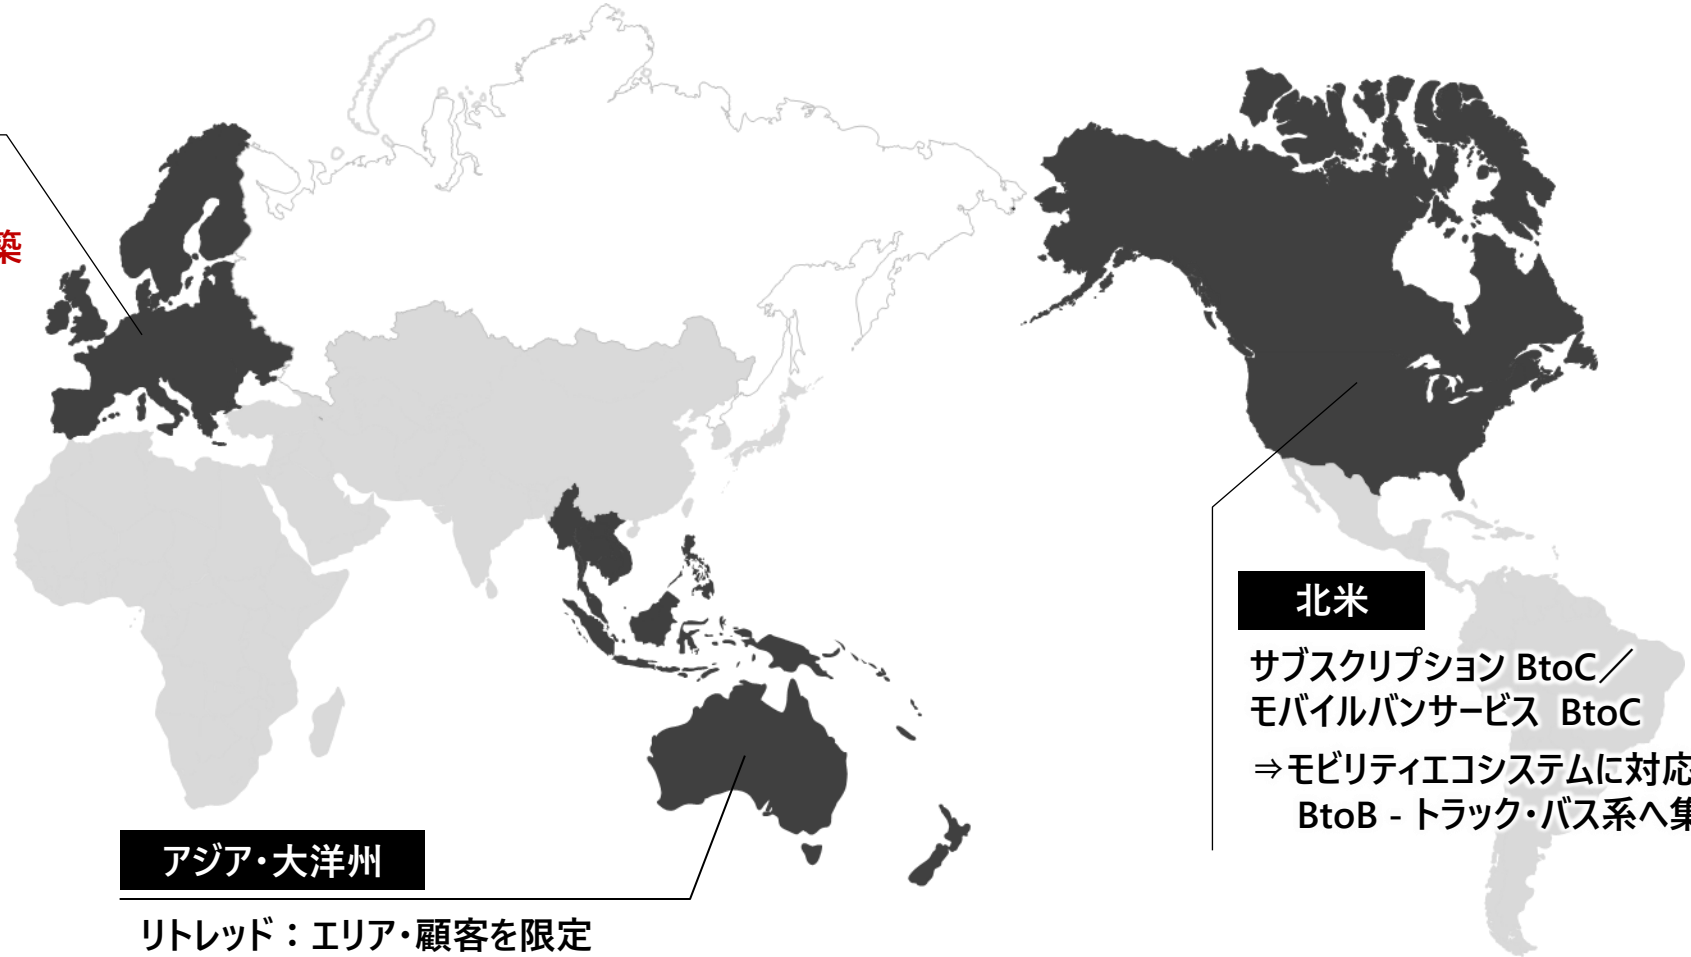 築
北米
サブスクリプション BtoC／
モバイルバンサービス BtoC
⇒モビリティエコシステムに対応
BtoB - トラック・バス系へ集
アジア・大洋州
リトレッド：エリア・顧客を限定